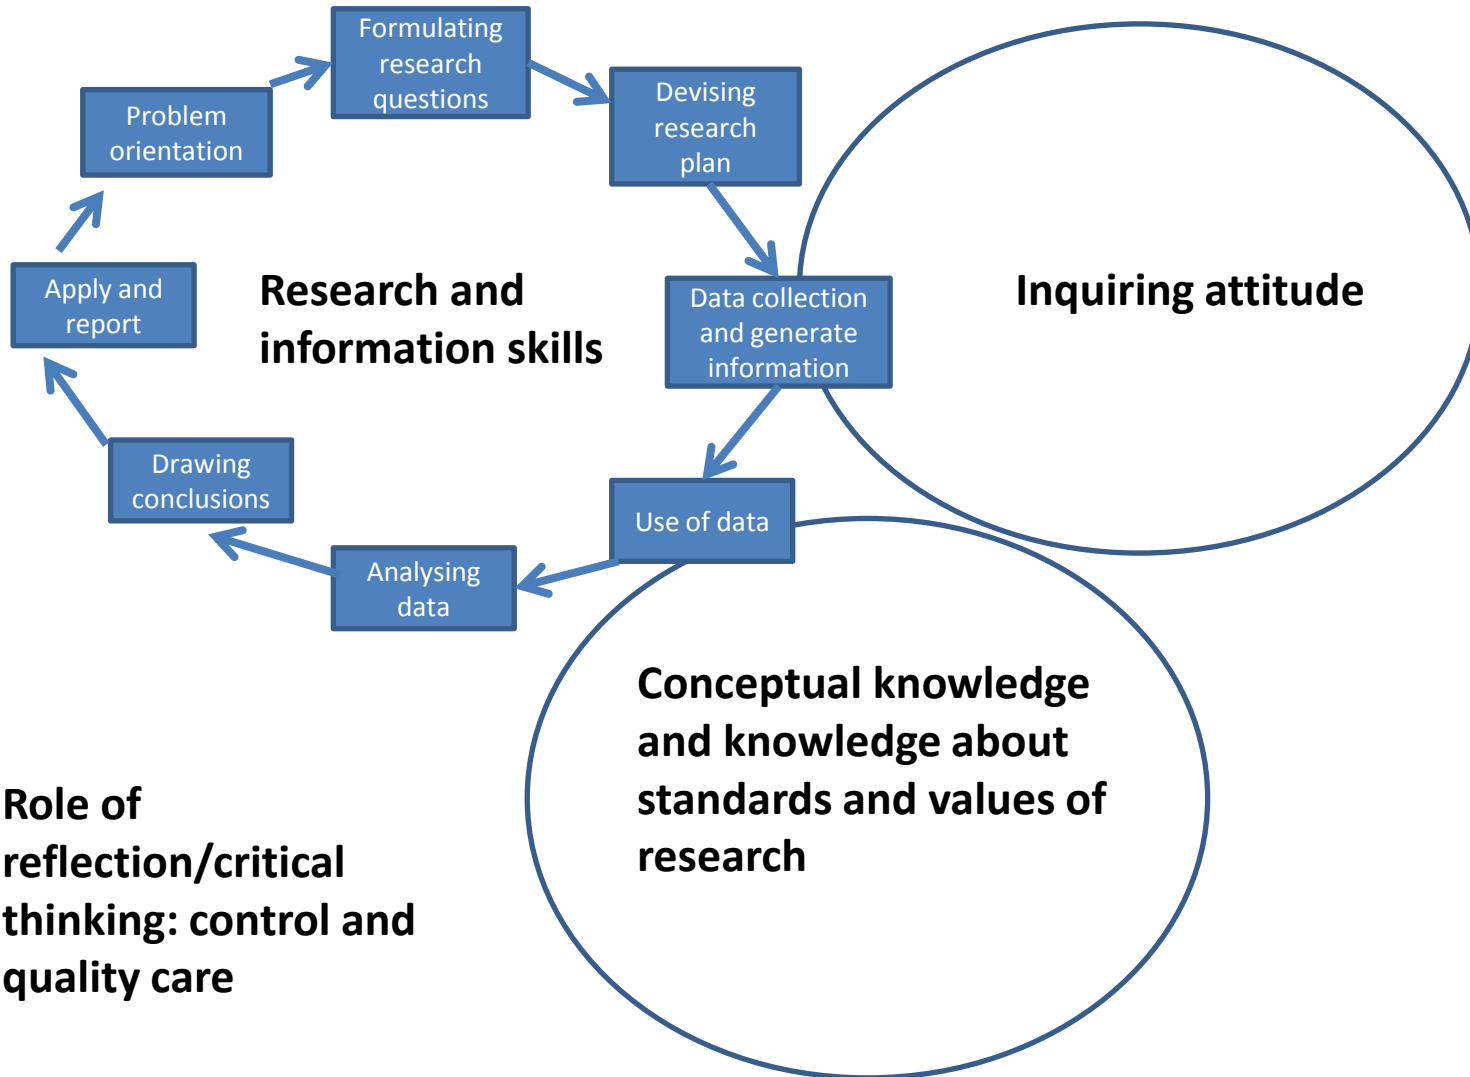 Formulating
research
questions
Devising
research
plan
Problem
orientation
Data collection
and generate
information
Apply and
report
Research and
information skills
Inquiring attitude
Drawing
conclusions
Use of data
Analysing
data
Conceptual knowledge
and knowledge about
standards and values of
research
Role of
reflection/critical
thinking: control and
quality care